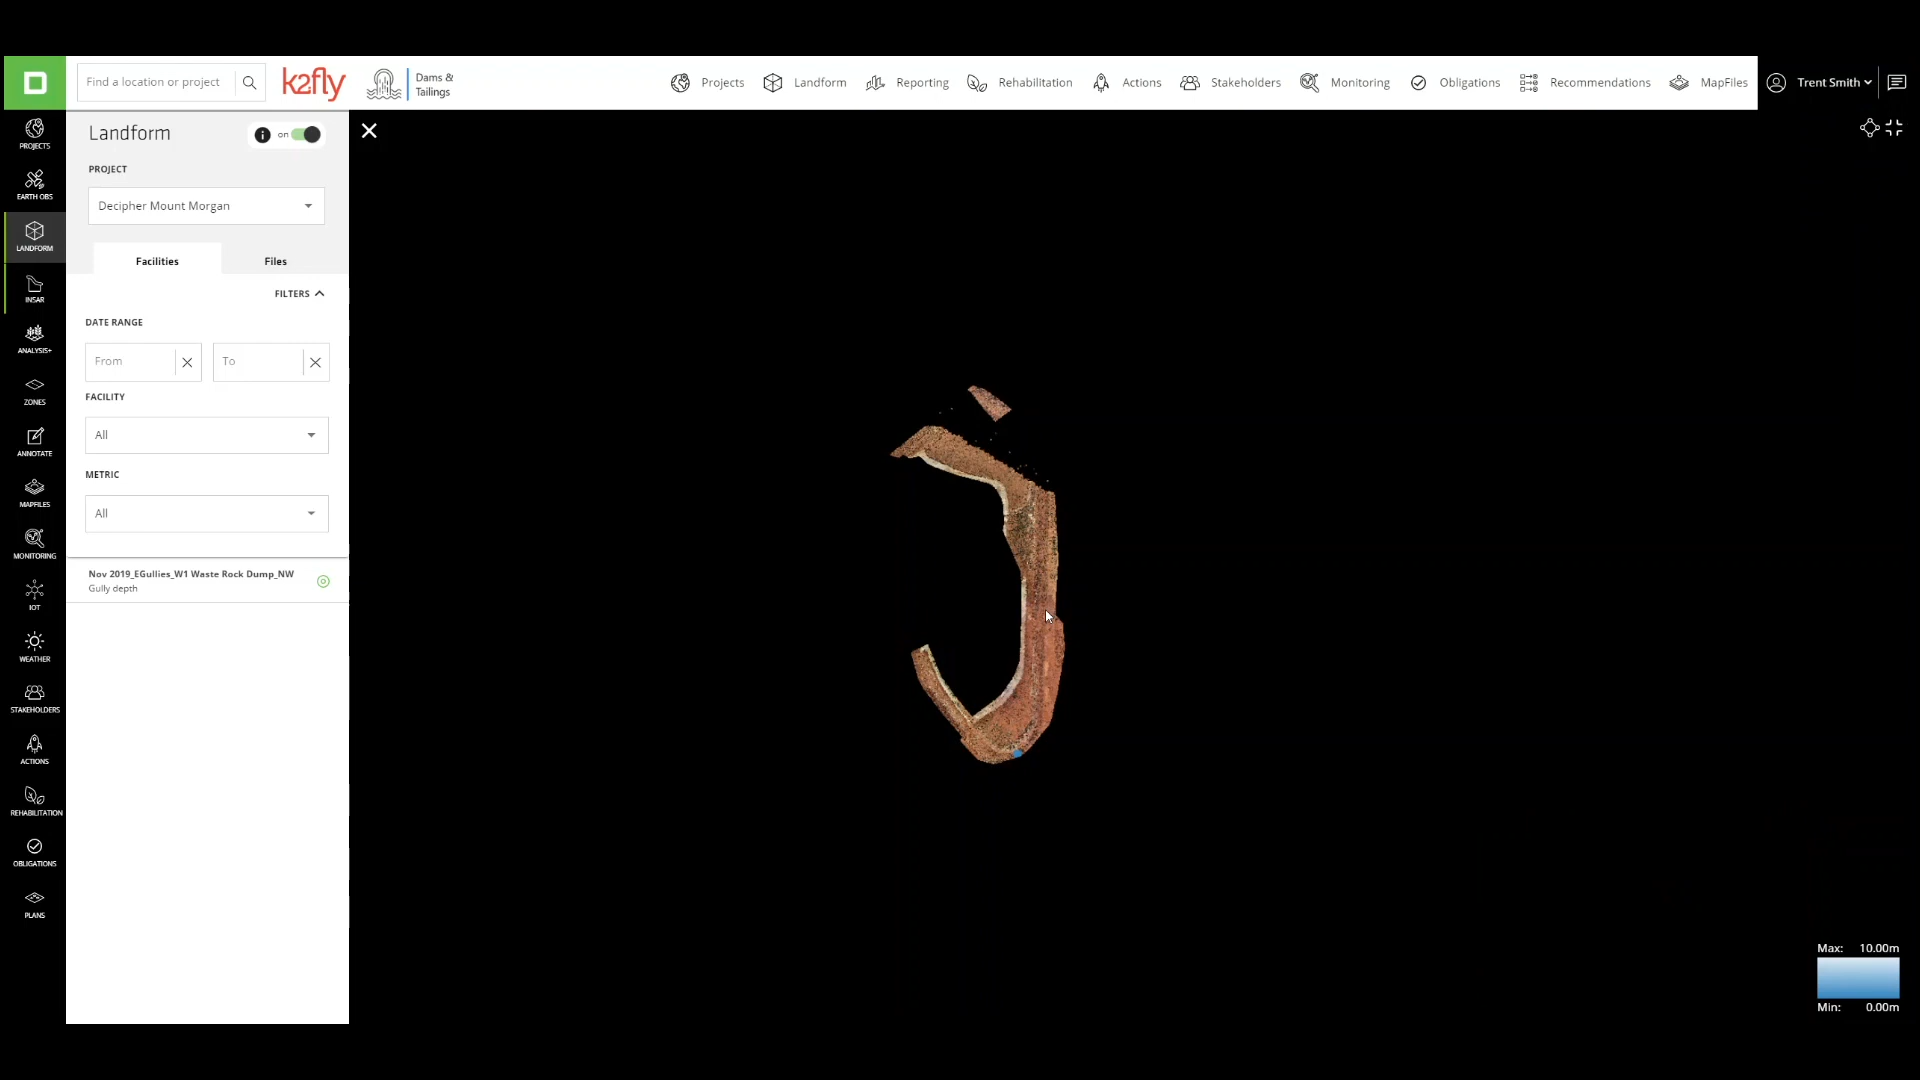 Find a location or project
k2fly
Dams &
Tailings
Projects
Landform
Reporting
Rehabilitation
Actions
Stakeholders
Monitoring
Obligations
Recommendations
MapFiles
Trent Smith
PROJECTS
EARTH OBS
LANDFORM
INSAR
ANALYSIS+
ZONES
ANNOTATE
MAPFILES
MONITORING
IOT
WEATHER
STAKEHOLDERS
ACTIONS
REHABILITATION
OBLIGATIONS
PLANS
Landform
on
PROJECT
Decipher Mount Morgan
Facilities
Files
FILTERS
DATE RANGE
From
To
FACILITY
All
METRIC
All
Nov 2019_EGullies_W1 Waste Rock Dump_NW
Gully depth
Max: 10.00m
Min: 0.00m